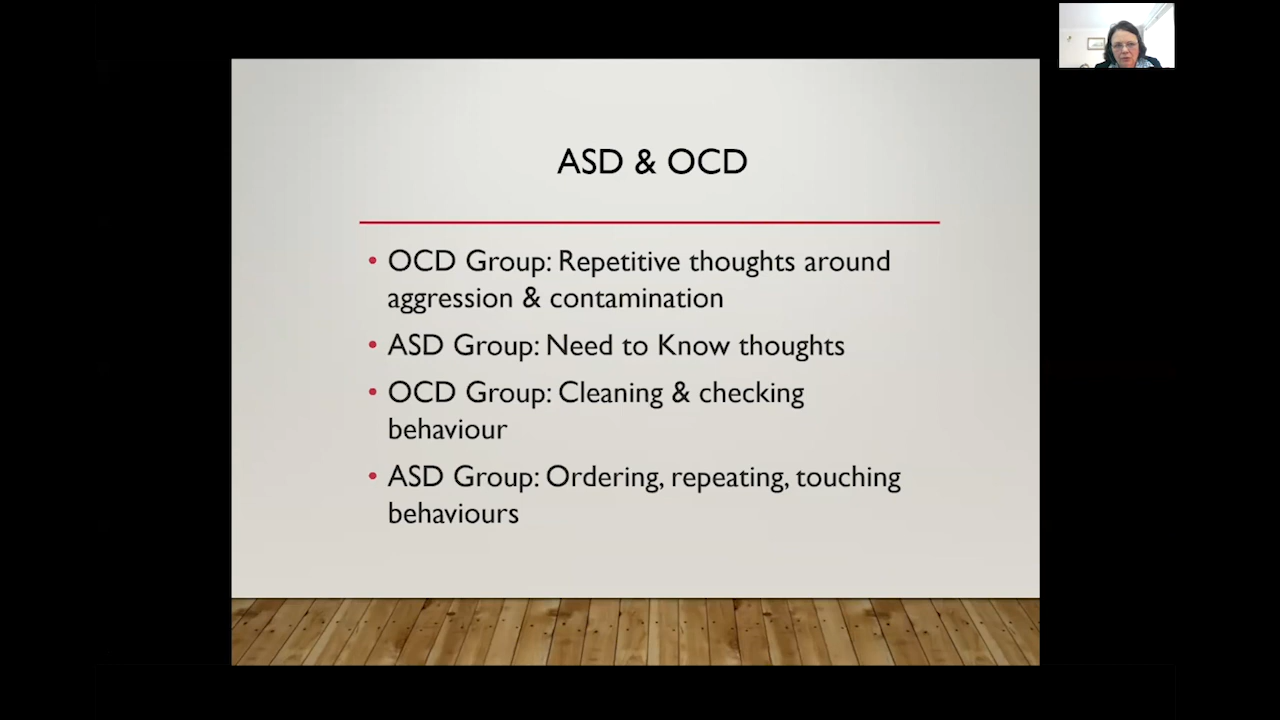 ASD & OCD
• OCD Group: Repetitive thoughts around
aggression & contamination
• ASD Group: Need to Know thoughts
• OCD Group: Cleaning & checking
behaviour
• ASD Group: Ordering, repeating, touching
behaviours